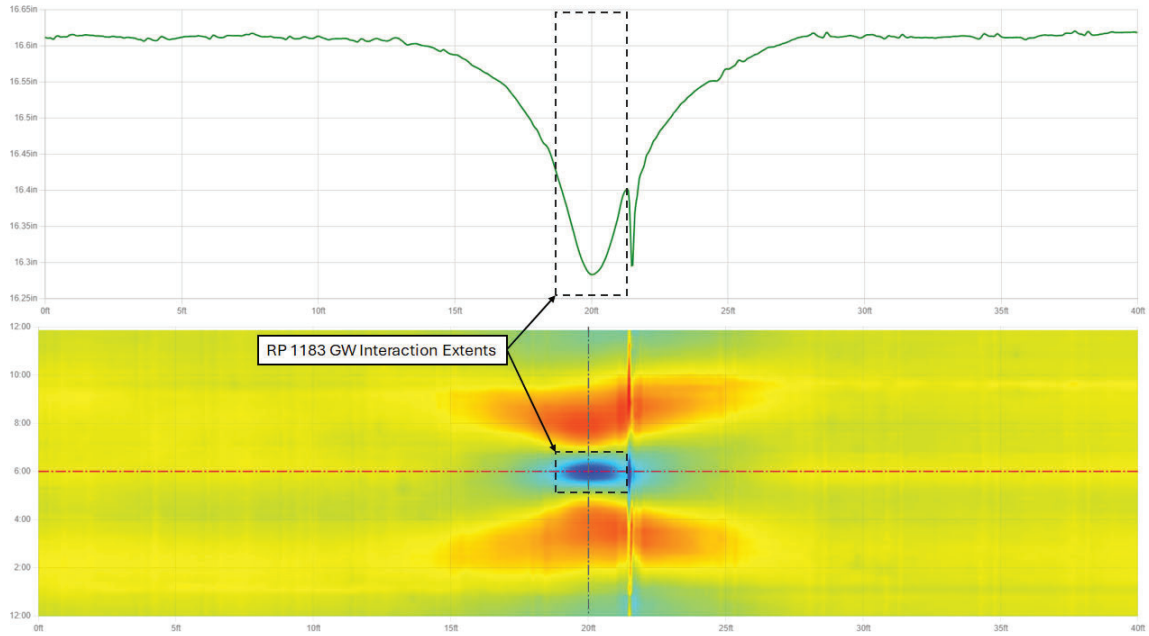 16.65in
16.6in
16.55in
16.5in
16.45in
16.4in
16.35in
16.3in
16.25in
0ft 5ft 10ft 15ft 20ft 25ft 30ft 35ft 40ft
12:00
RP 1183 GW Interaction Extents
10:00
8:00
6:00
4:00
2:00
12:00
0ft 5ft 10ft 15ft 20ft 25ft 30ft 35ft 40ft